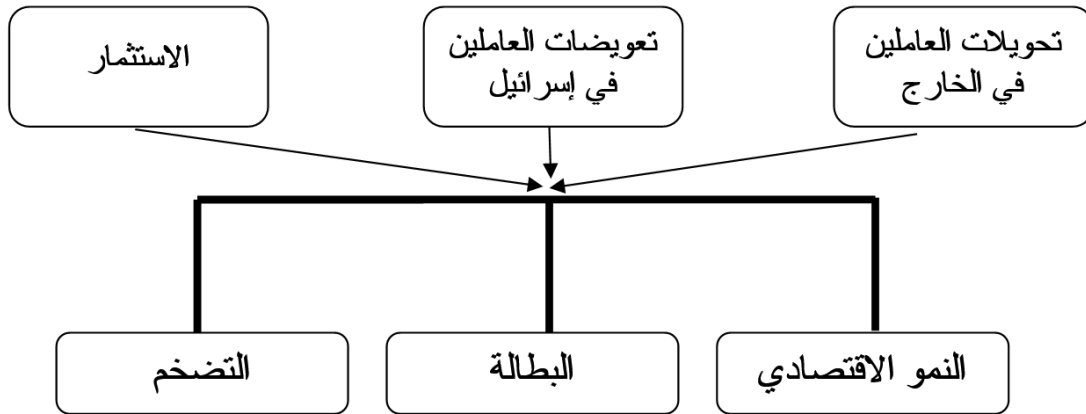 تحويلات العاملين
في الخارج
تعويضات العاملين
في إسرائيل
الاستثمار
النمو الاقتصادي
البطالة
التضخم